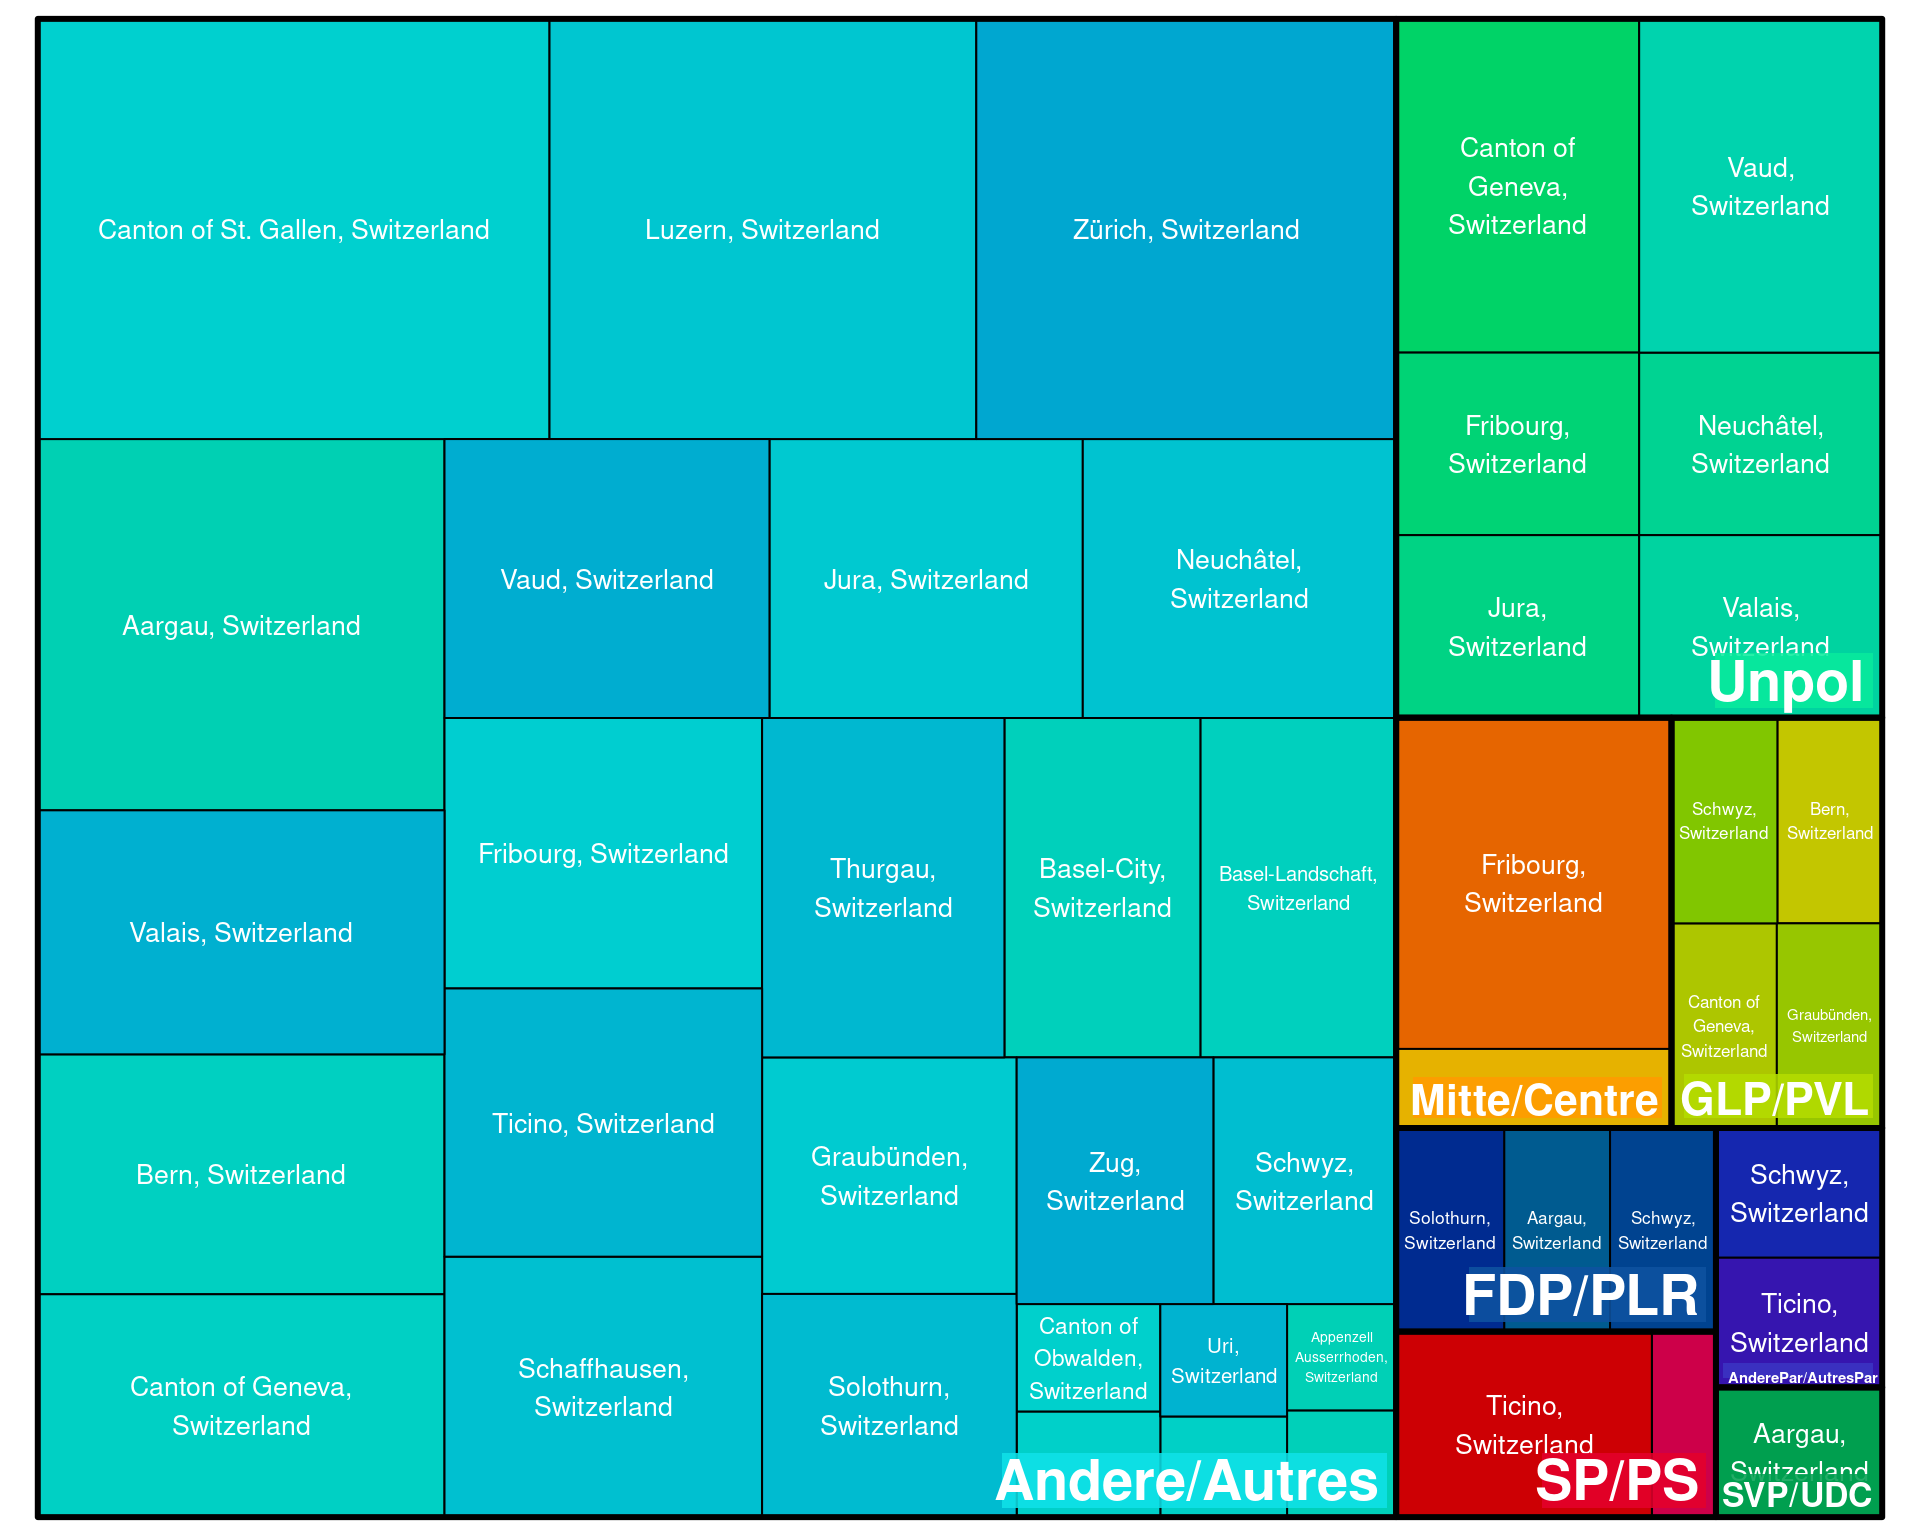 Canton of St. Gallen, Switzerland
Luzern, Switzerland
Zürich, Switzerland
Aargau, Switzerland
Vaud, Switzerland
Jura, Switzerland
Neuchâtel,
Switzerland
Valais, Switzerland
Fribourg, Switzerland
Thurgau,
Switzerland
Basel-City,
Switzerland
Basel-Landschaft,
Switzerland
Bern, Switzerland
Ticino, Switzerland
Graubünden,
Switzerland
Zug,
Switzerland
Schwyz,
Switzerland
Canton of Geneva,
Switzerland
Schaffhausen,
Switzerland
Solothurn,
Switzerland
Canton of
Obwalden,
Switzerland
Uri,
Switzerland
Appenzell
Ausserrhoden,
Switzerland
Andere/Autres
Canton of
Geneva,
Switzerland
Vaud,
Switzerland
Fribourg,
Switzerland
Neuchâtel,
Switzerland
Jura,
Switzerland
Valais,
Switzerland
Unpol
Fribourg,
Switzerland
Mitte/Centre
Schwyz,
Switzerland
Bern,
Switzerland
Canton of
Geneva,
Switzerland
Graubünden,
Switzerland
GLP/PVL
Solothurn,
Switzerland
Aargau,
Switzerland
Schwyz,
Switzerland
FDP/PLR
Schwyz,
Switzerland
Ticino,
Switzerland
AnderePar/AutresPar
Ticino,
Switzerland
SP/PS
Aargau,
Switzerland
SVP/UDC